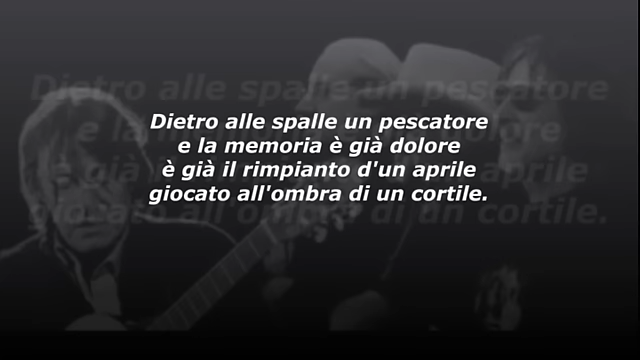 Dietro alle spalle un pescatore
e la memoria è già dolore
è già il rimpianto d'un aprile
giocato all'ombra di un cortile.